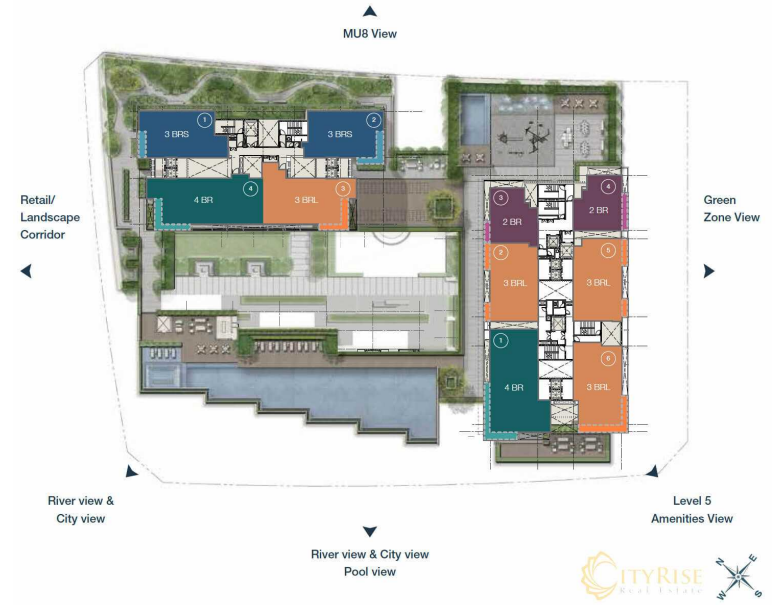 MU8 View
1
2
3 BRS
3 BRS
4
3
4 BR
3 BRL
Retail/
Landscape
Corridor
Green
Zone View
3
4
2 BR
2 BR
2
5
3 BRL
3 BRL
1
6
4 BR
3 BRL
River view &
City view
Level 5
Amenities View
River view & City view
Pool view
CITYRISE
Real Estate
N
E
W
S